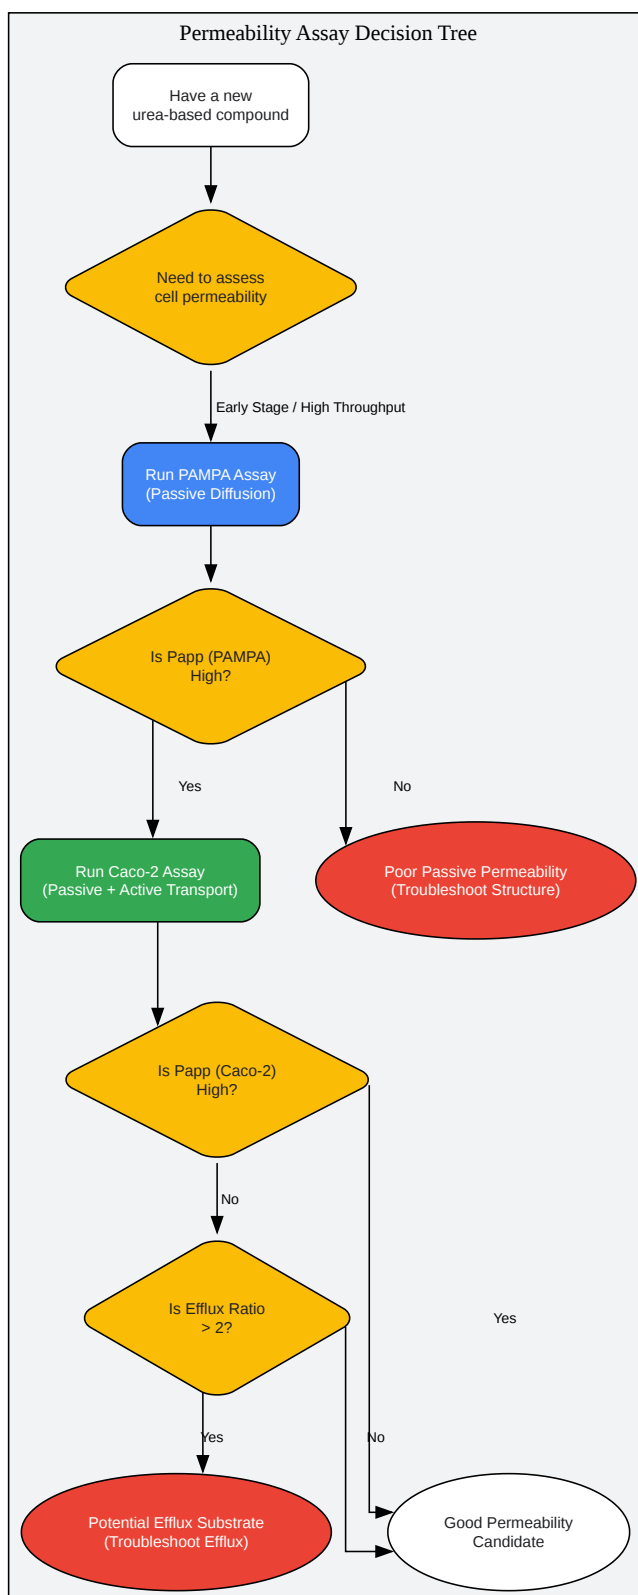 Permeability Assay Decision Tree
Have a new
urea-based compound
Need to assess
cell permeability
Early Stage / High Throughput
Run PAMPA Assay
(Passive Diffusion)
Is Papp (PAMPA)
High?
Yes
No
Run Caco-2 Assay
(Passive + Active Transport)
Poor Passive Permeability
(Troubleshoot Structure)
Is Papp (Caco-2)
High?
No
Is Efflux Ratio
> 2?
Yes
Yes
No
Potential Efflux Substrate
(Troubleshoot Efflux)
Good Permeability
Candidate